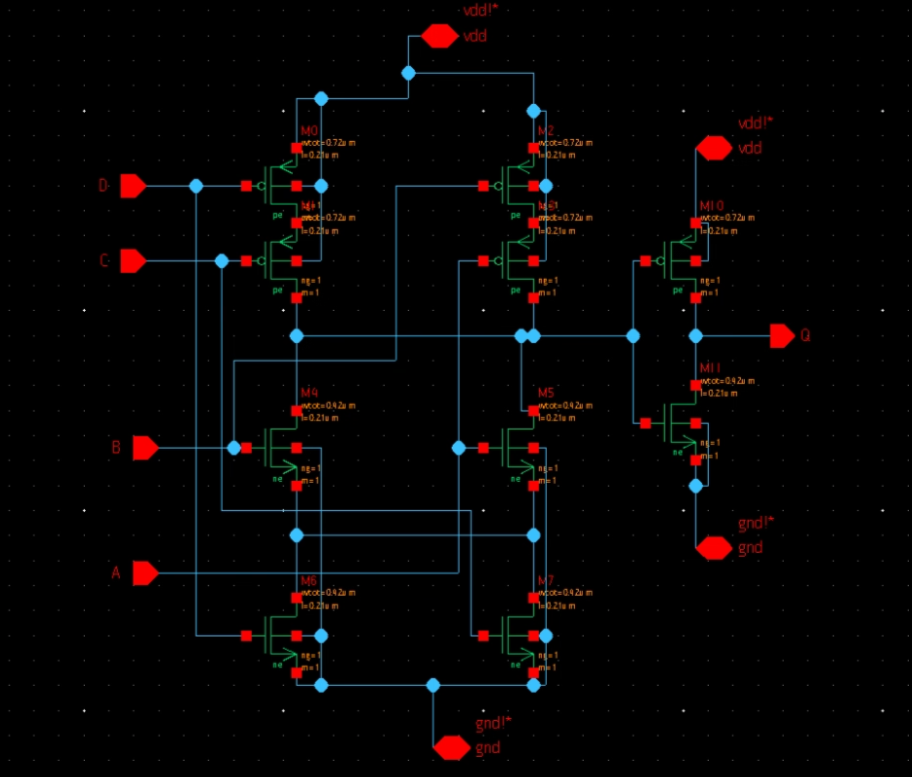 vdd!*
vdd
M0
wtot=0.72u m
l=0.21u m
M2
wtot=0.72u m
l=0.21u m
vdd!*
vdd
D
pe
pe
wtot=0.72u m
l=0.21u m
wtot=0.72u m
l=0.21u m
M10
wtot=0.72u m
l=0.21u m
C
pe
ng=1
m=1
pe
ng=1
m=1
pe
ng=1
m=1
Q
M4
wtot=0.42u m
l=0.21u m
M5
wtot=0.42u m
l=0.21u m
M11
wtot=0.42u m
l=0.21u m
B
ne
ng=1
m=1
ne
ng=1
m=1
ne
ng=1
m=1
gnd!*
gnd
A
M6
wtot=0.42u m
l=0.21u m
M7
wtot=0.42u m
l=0.21u m
ne
ng=1
m=1
ne
ng=1
m=1
gnd!*
gnd